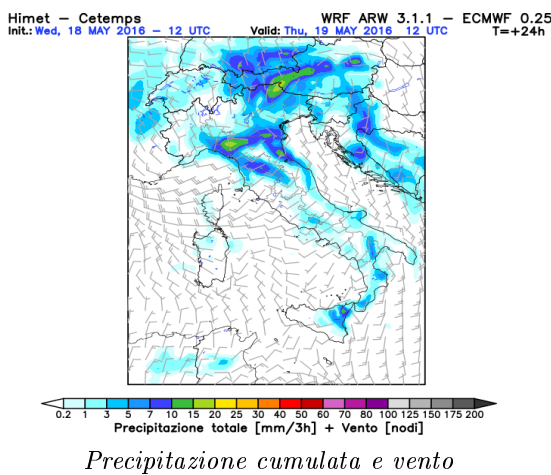 Himet – Cetemps WRF ARW 3.1.1 – ECMWF 0.25
Init.: Wed, 18 MAY 2016 – 12 UTC Valid: Thu, 19 MAY 2016 12 UTC T=+24h
0.2 1 3 5 7 10 15 20 25 30 40 50 60 70 80 90 100 125 150 175 200
Precipitazione totale [mm/3h] + Vento [nodi]
Precipitazione cumulata e vento